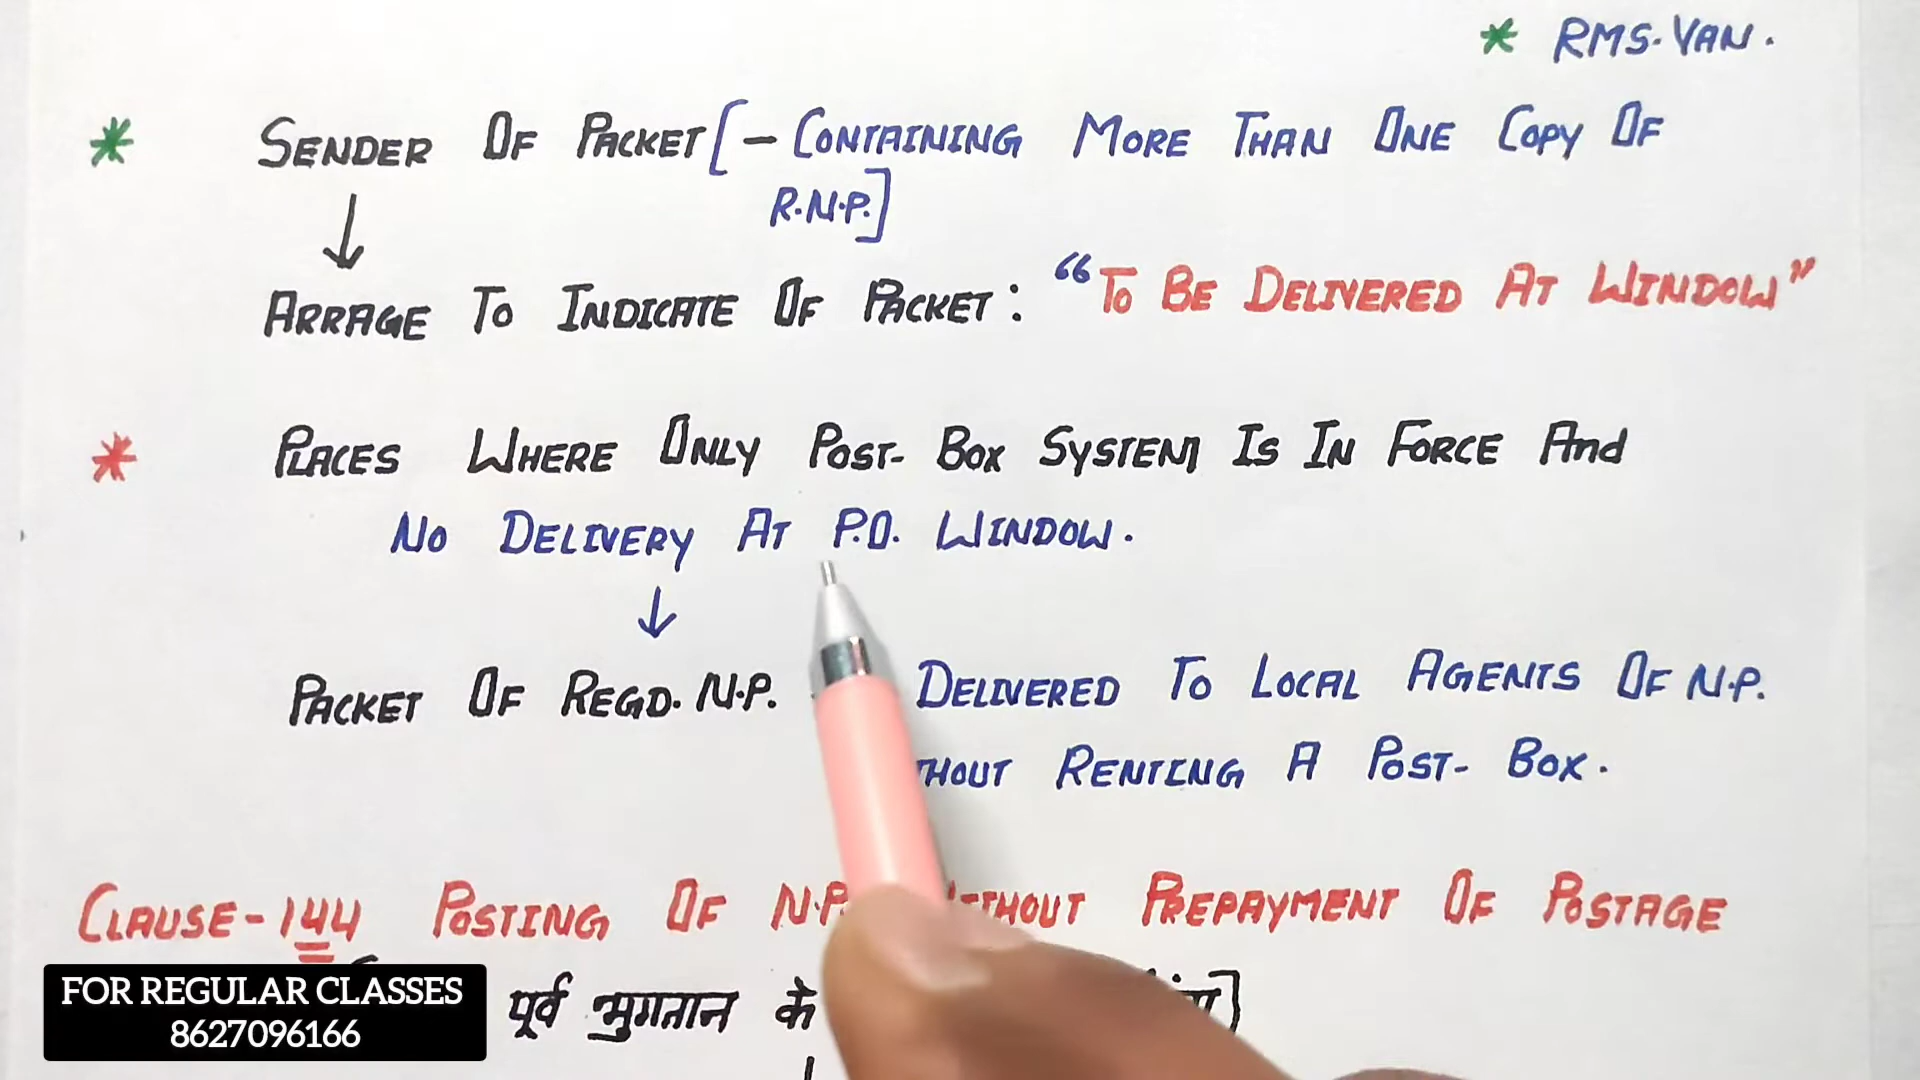 * RMS. VAN.
* SENDER OF PACKET [- CONTAINING MORE THAN ONE COPY OF
R.N.P.]
↓
ARRAGE TO INDICATE OF PACKET: “TO BE DELIVERED AT WINDOW”
* PLACES WHERE ONLY POST- BOX SYSTEM IS IN FORCE And
NO DELIVERY AT P.O. WINDOW.
↓
PACKET OF REGD. N.P. DELIVERED TO LOCAL AGENTS OF N.P.
RENTING A POST- BOX.
CLAUSE-144 POSTING OF N.P. PREPAYMENT OF POSTAGE
पूर्व भुगतान के
FOR REGULAR CLASSES
8627096166